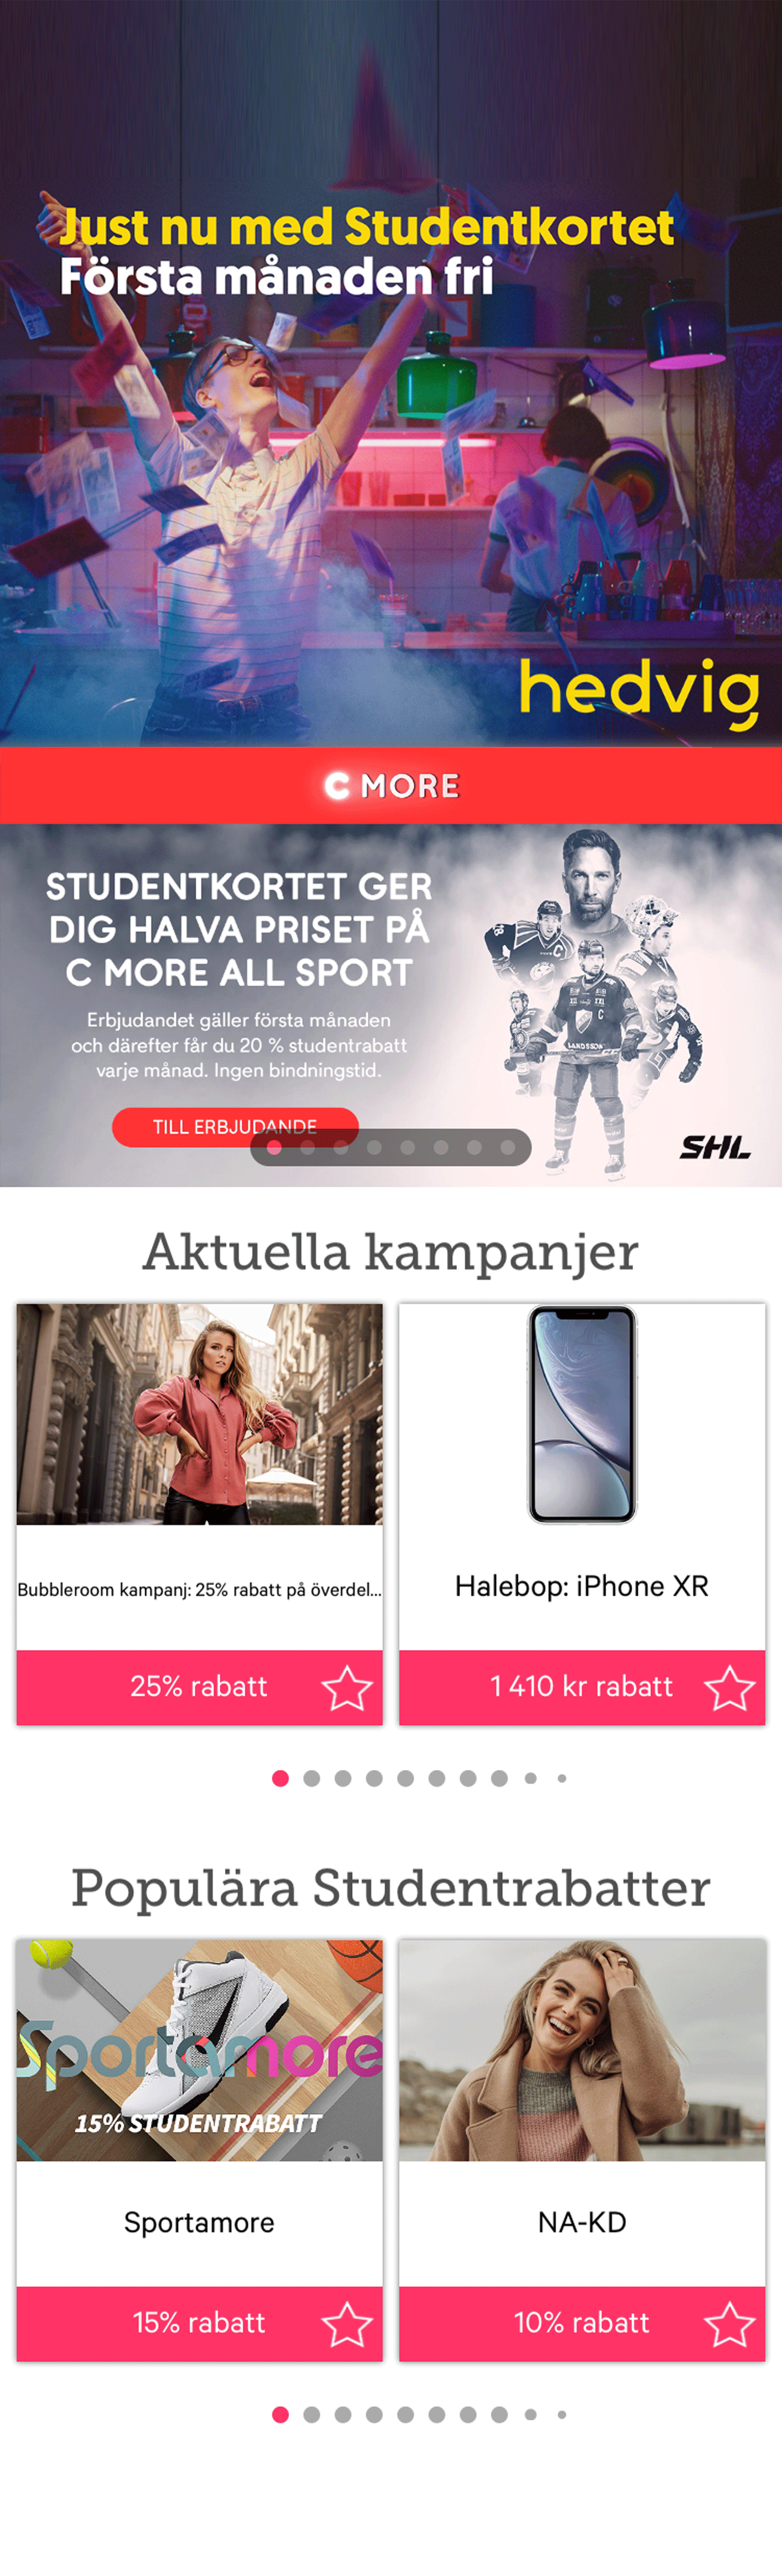 Just nu med Studentkortet
Första månaden fri
hedvig
C MORE
STUDENTKORTET GER
DIG HALVA PRISET PÅ
C MORE ALL SPORT
Erbjudandet gäller första månaden
och därefter får du 20 % studentrabatt
varje månad. Ingen bindningstid.
TILL ERBJUDANDE
SHL
Aktuella kampanjer
Bubbleroom kampanj: 25% rabatt på överdel...
Halebop: iPhone XR
25% rabatt
1 410 kr rabatt
Populära Studentrabatter
Sportamore
15% STUDENTRABATT
Sportamore
NA-KD
15% rabatt
10% rabatt